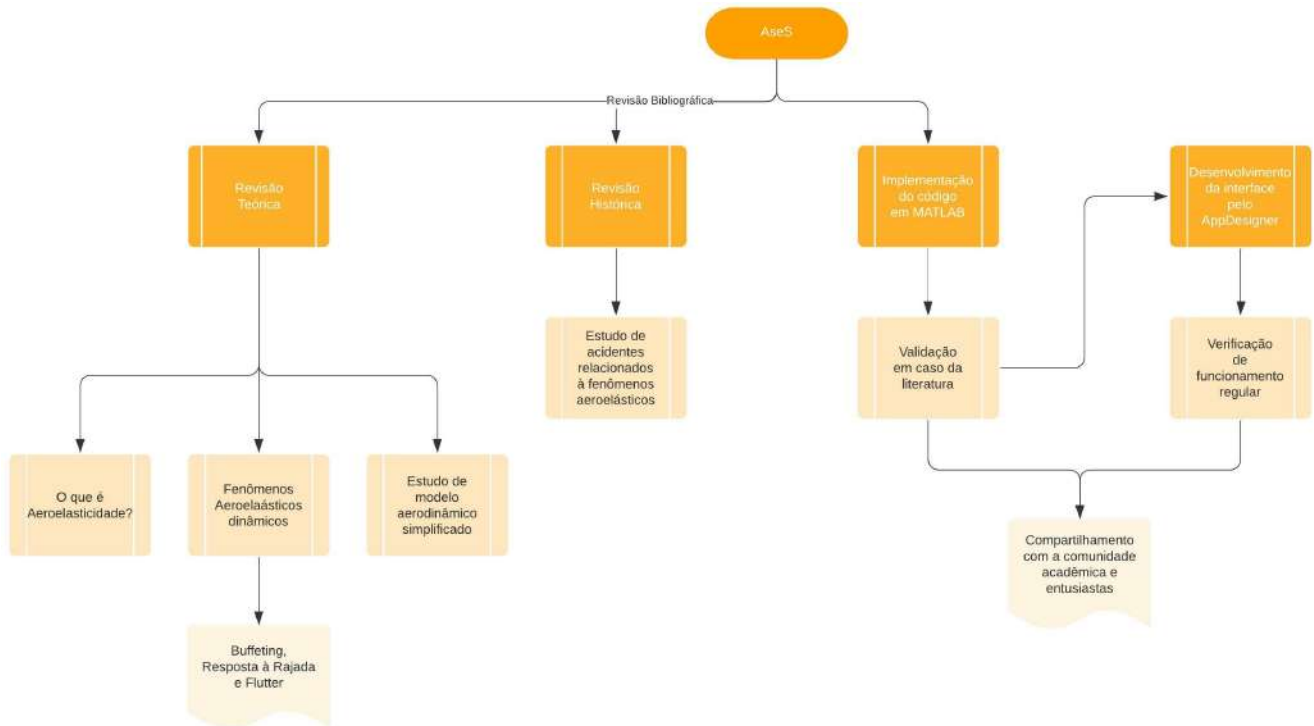 AseS
Revisão Bibliográfica
Revisão
Teórica
Revisão
Histórica
Implementação
do código
em MATLAB
Desenvolvimento
da interface
pelo
AppDesigner
Estudo de
acidentes
relacionados
à fenômenos
aeroelásticos
Validação
em caso da
literatura
Verificação
de
funcionamento
regular
O que é
Aeroelasticidade?
Fenômenos
Aeroelaásticos
dinâmicos
Estudo de
modelo
aerodinâmico
simplificado
Compartilhamento
com a comunidade
acadêmica e
entusiastas
Buffeting,
Resposta à Rajada
e Flutter